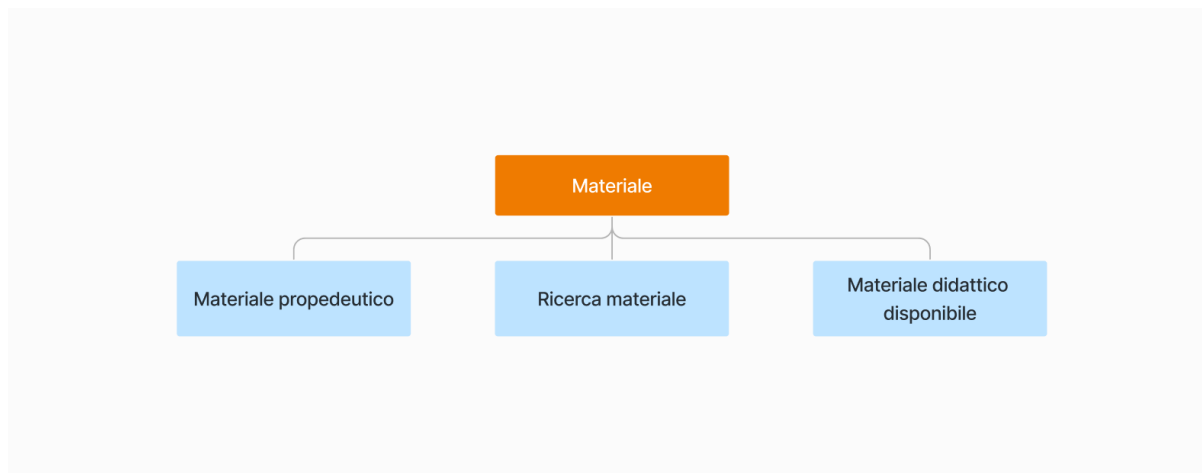 Materiale
Materiale propedeutico
Ricerca materiale
Materiale didattico
disponibile